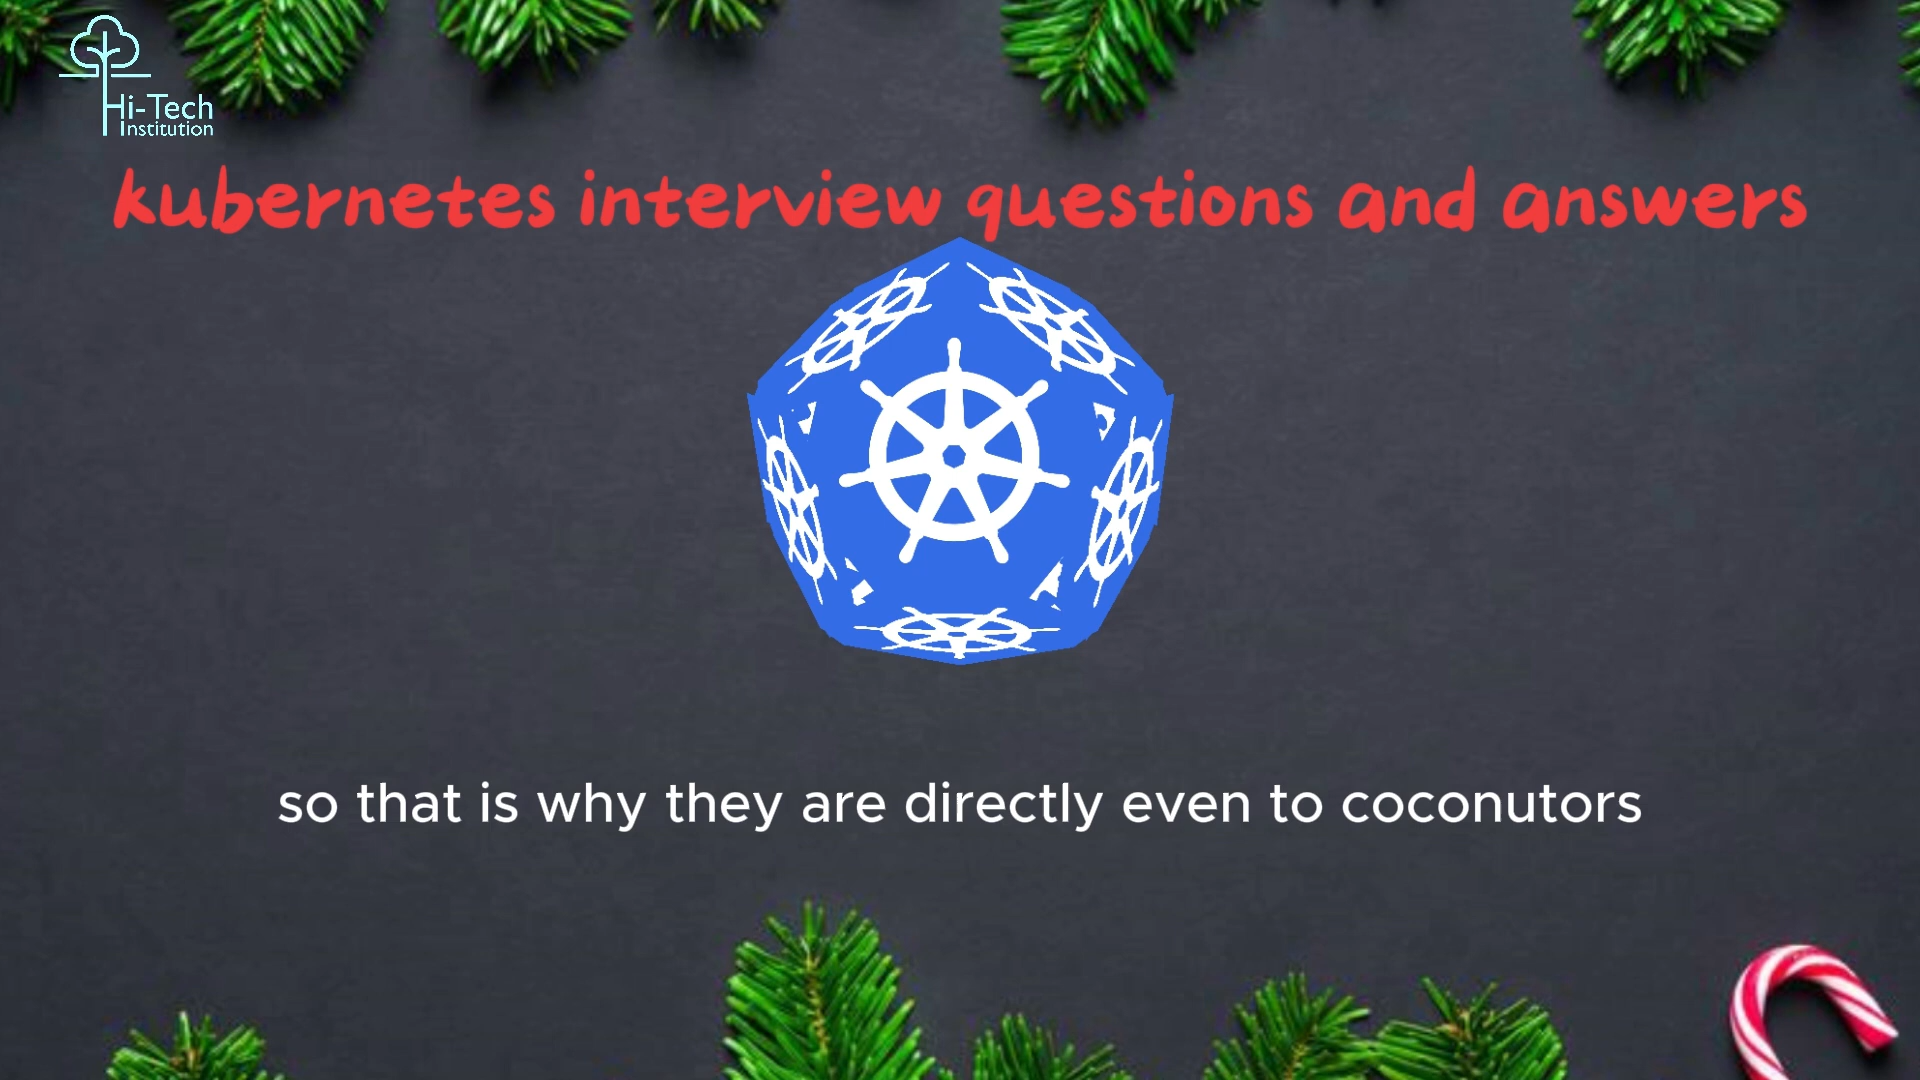 Hi-Tech
Institution
kubernetes interview questions and answers
so that is why they are directly even to coconutors